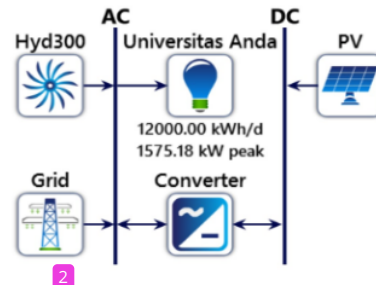 AC DC
Hyd300 Universitas Anda PV
12000.00 kWh/d
1575.18 kW peak
Grid Converter
2